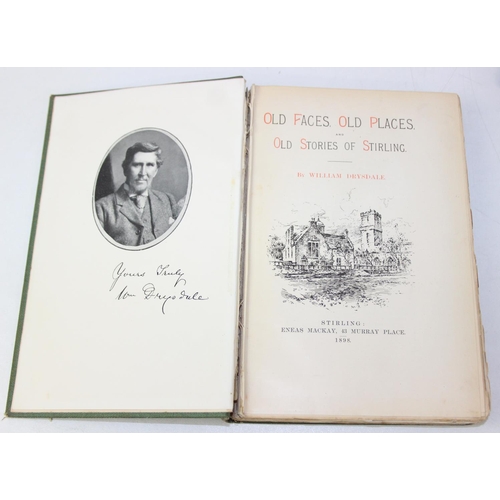 Yours Truly
Wm Drysdale
OLD FACES, OLD PLACES,
AND
OLD STORIES OF STIRLING.
By WILLIAM DRYSDALE.
STIRLING:
ENEAS MACKAY, 43 MURRAY PLACE.
1898.